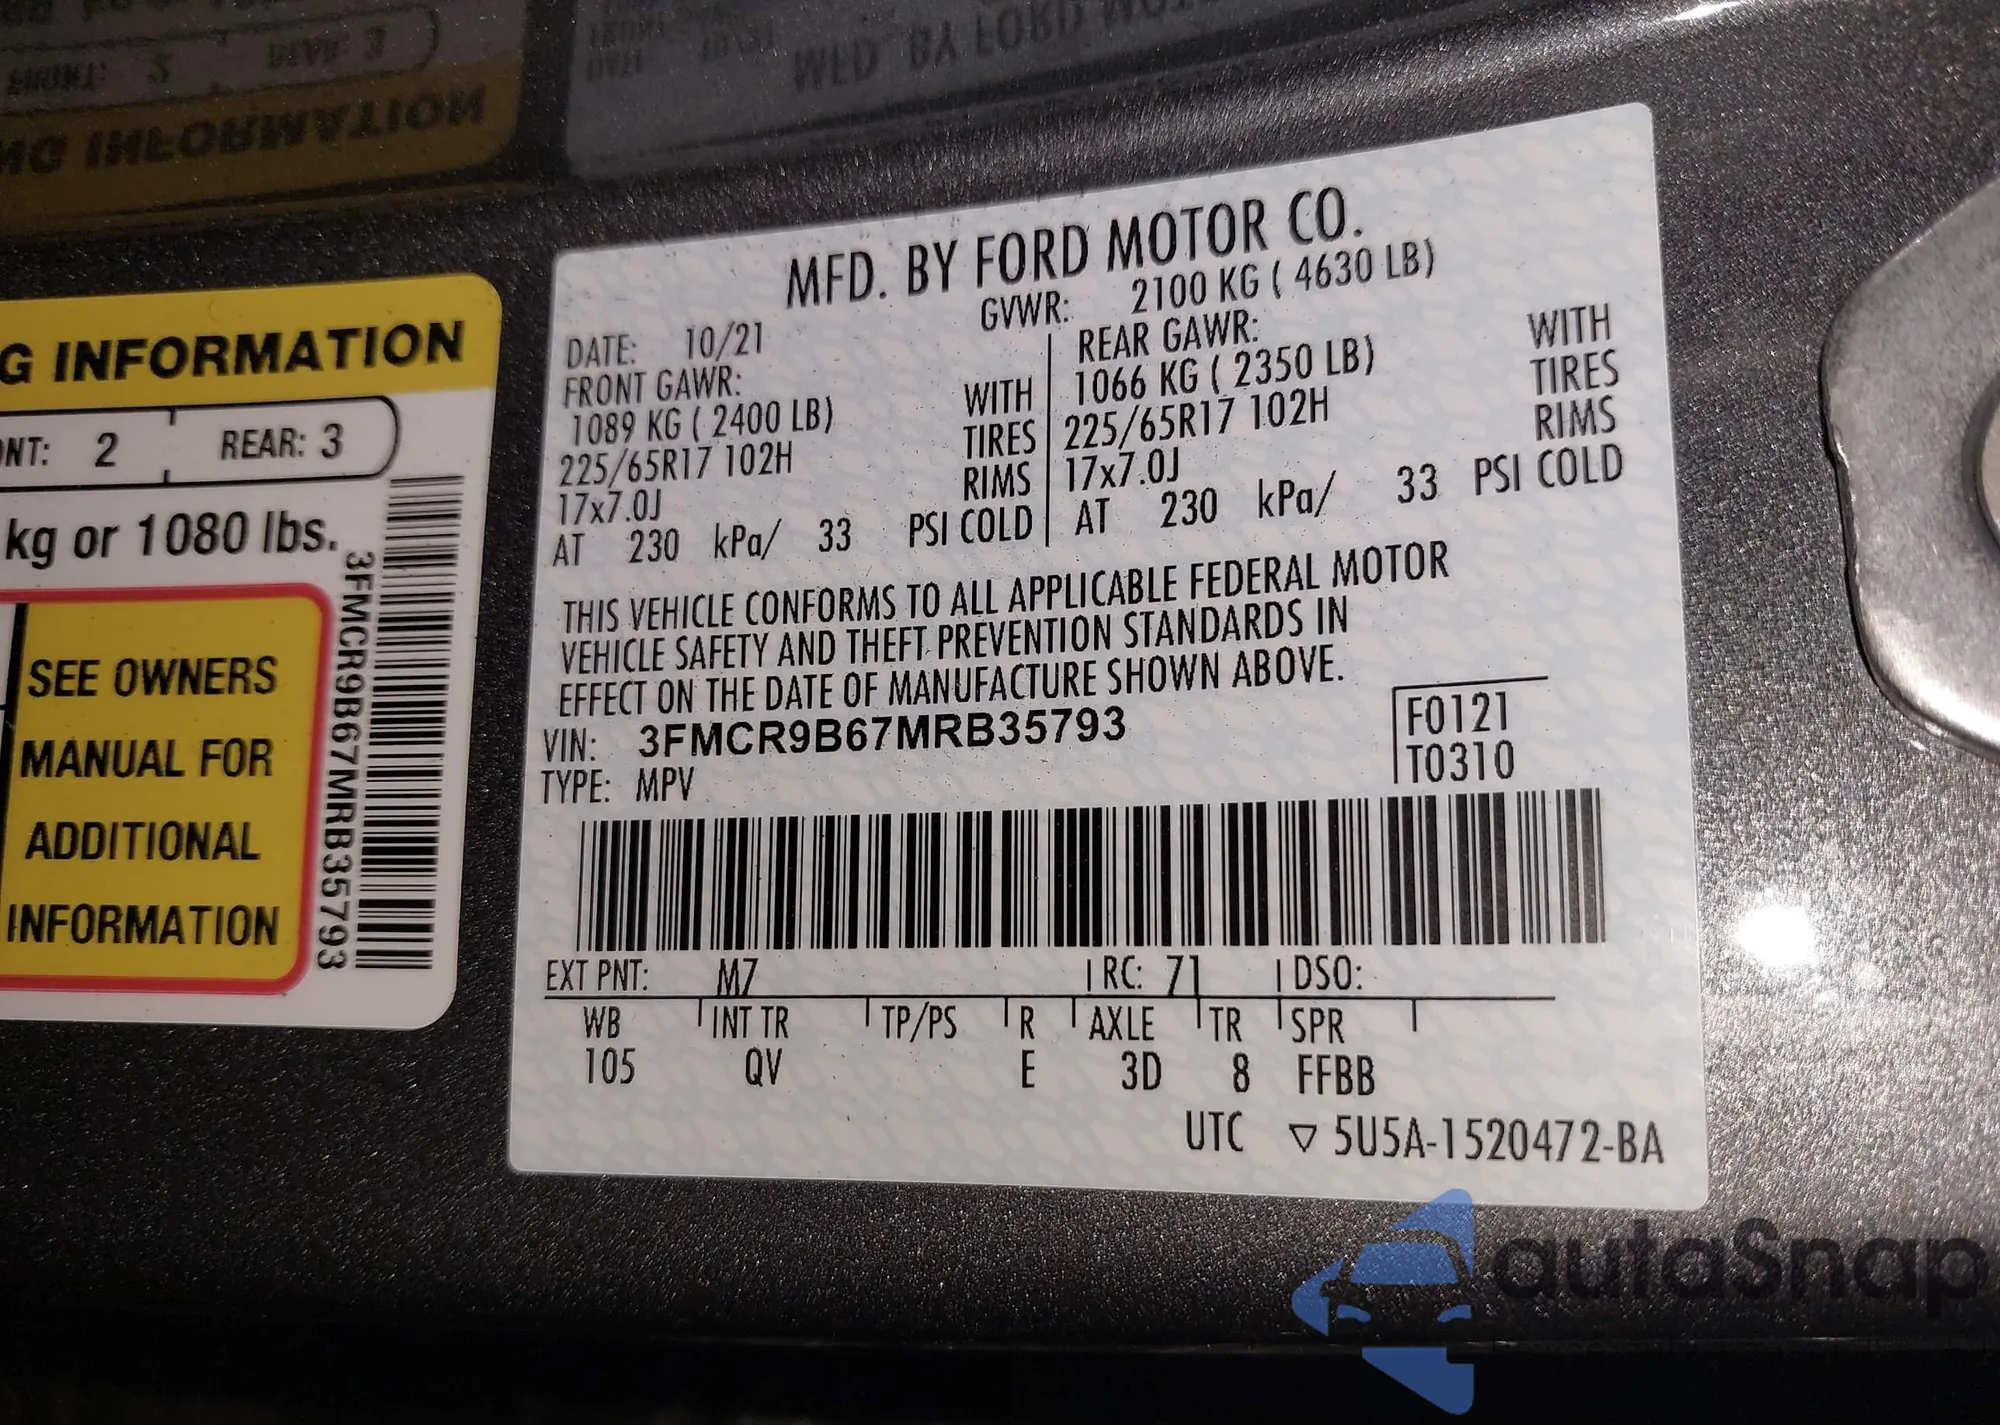 G INFORMATION
NT: 2 REAR: 3
kg or 1080 lbs.
SEE OWNERS
MANUAL FOR
ADDITIONAL
INFORMATION
3FMCR9B67MRB35793
MFD. BY FORD MOTOR CO.
DATE: 10/21 GVWR: 2100 KG ( 4630 LB)
FRONT GAWR: REAR GAWR:
1089 KG ( 2400 LB) WITH 1066 KG ( 2350 LB) WITH
225/65R17 102H TIRES 225/65R17 102H TIRES
17x7.0J RIMS 17x7.0J RIMS
AT 230 kPa/ 33 PSI COLD AT 230 kPa/ 33 PSI COLD
THIS VEHICLE CONFORMS TO ALL APPLICABLE FEDERAL MOTOR
VEHICLE SAFETY AND THEFT PREVENTION STANDARDS IN
EFFECT ON THE DATE OF MANUFACTURE SHOWN ABOVE.
VIN: 3FMCR9B67MRB35793 F0121
TYPE: MPV T0310
EXT PNT: M7 RC: 71 DSO:
WB INT TR TP/PS R AXLE TR SPR
105 QV E 3D 8 FFBB
UTC ▽ 5U5A-1520472-BA
autoSnap